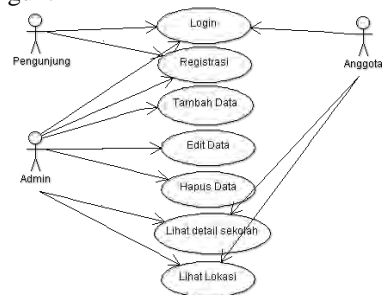 Login
Pengunjung
Anggota
Registrasi
Tambah Data
Edit Data
Admin
Hapus Data
Lihat detail sekolah
Lihat Lokasi